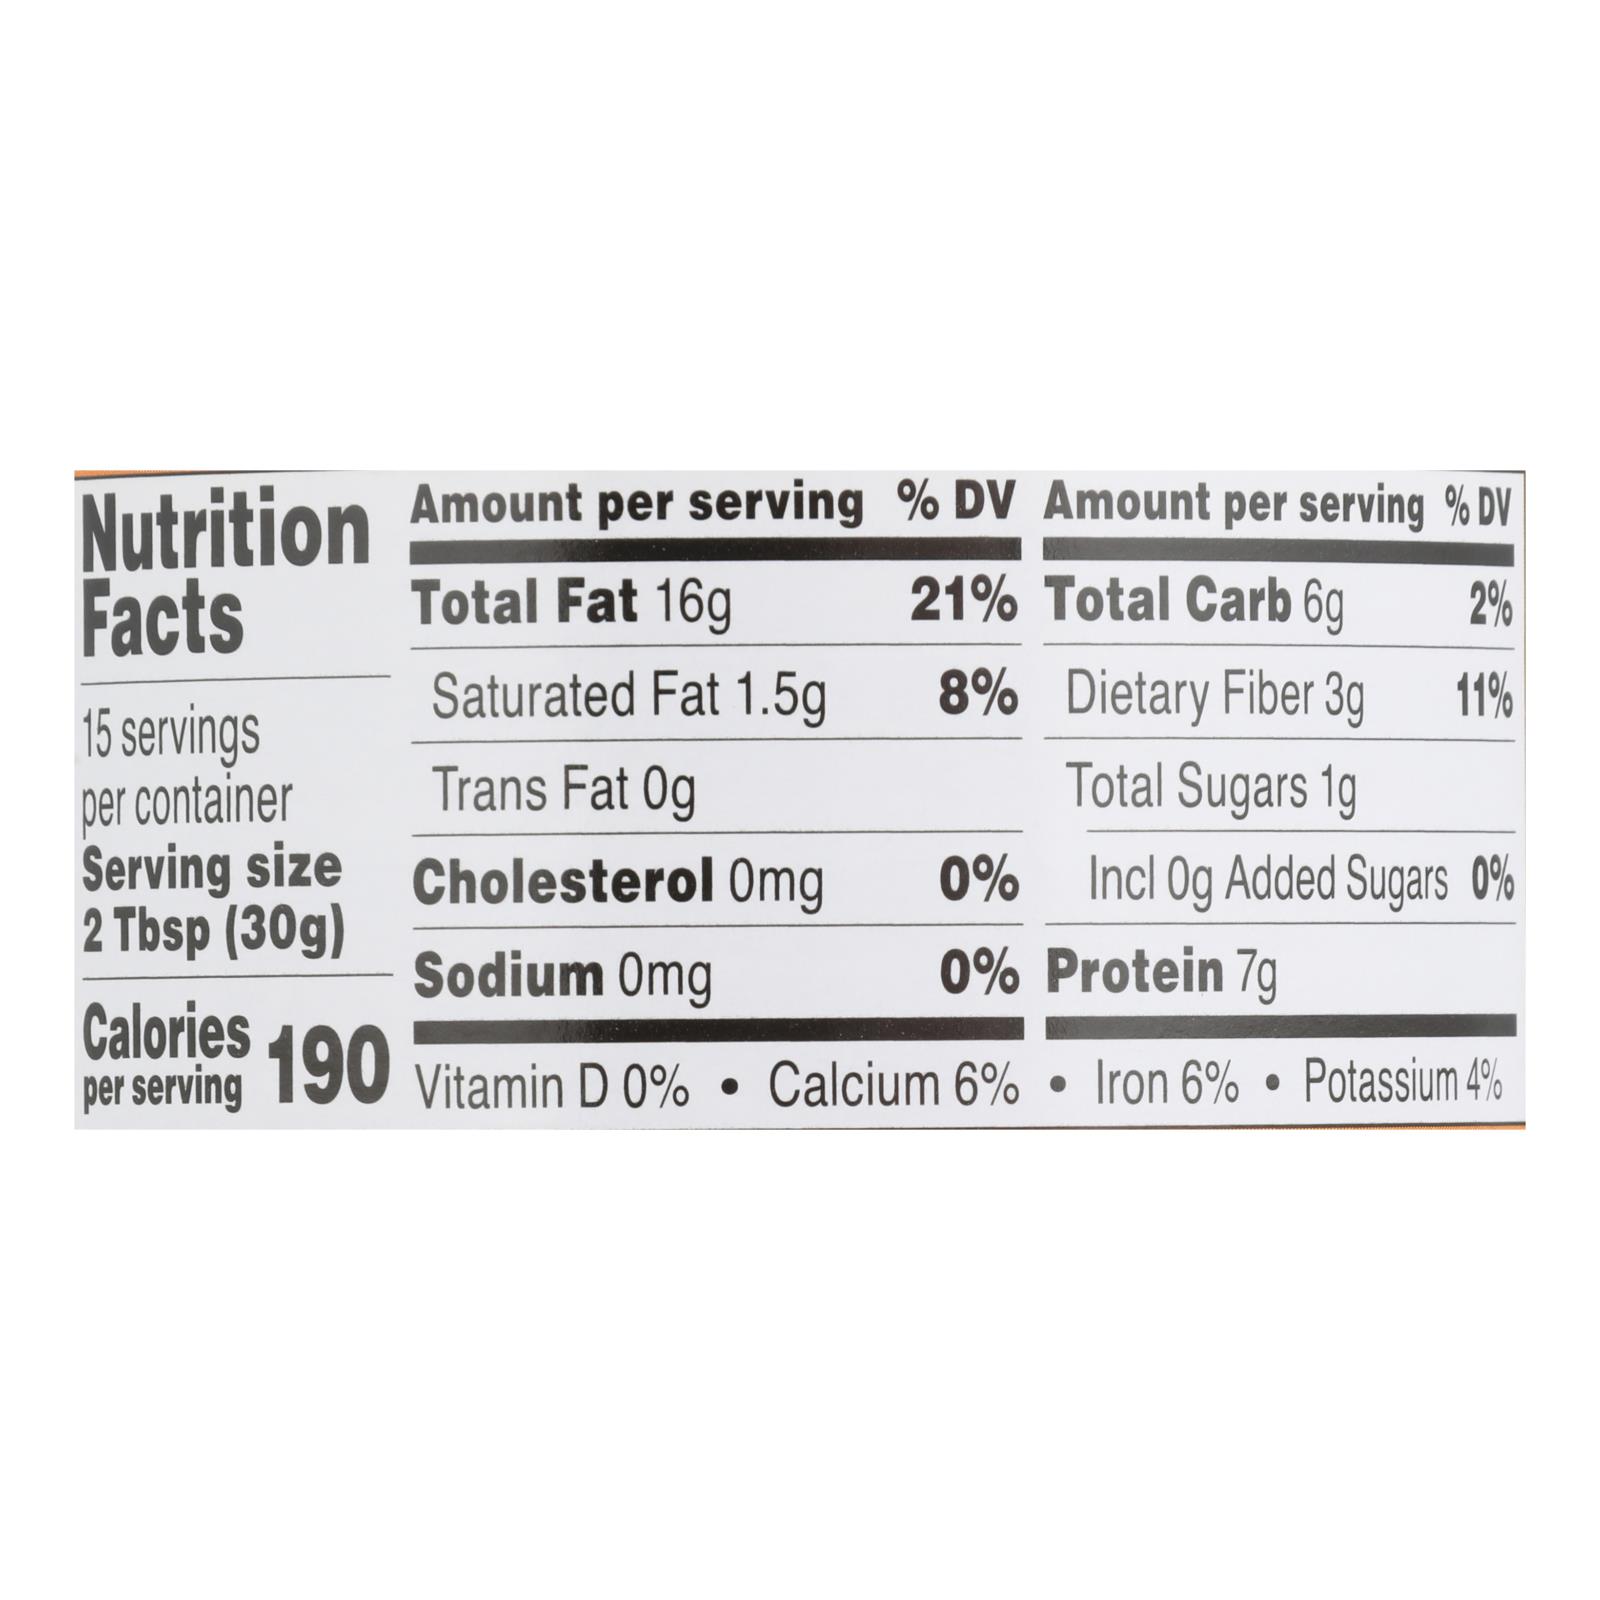 Nutrition
Facts
15 servings
per container
Serving size
2 Tbsp (30g)
Calories
per serving 190
Amount per serving % DV
Total Fat 16g 21%
Saturated Fat 1.5g 8%
Trans Fat 0g
Cholesterol 0mg 0%
Sodium 0mg 0%
Amount per serving % DV
Total Carb 6g 2%
Dietary Fiber 3g 11%
Total Sugars 1g
Incl 0g Added Sugars 0%
Protein 7g
Vitamin D 0% • Calcium 6% • Iron 6% • Potassium 4%